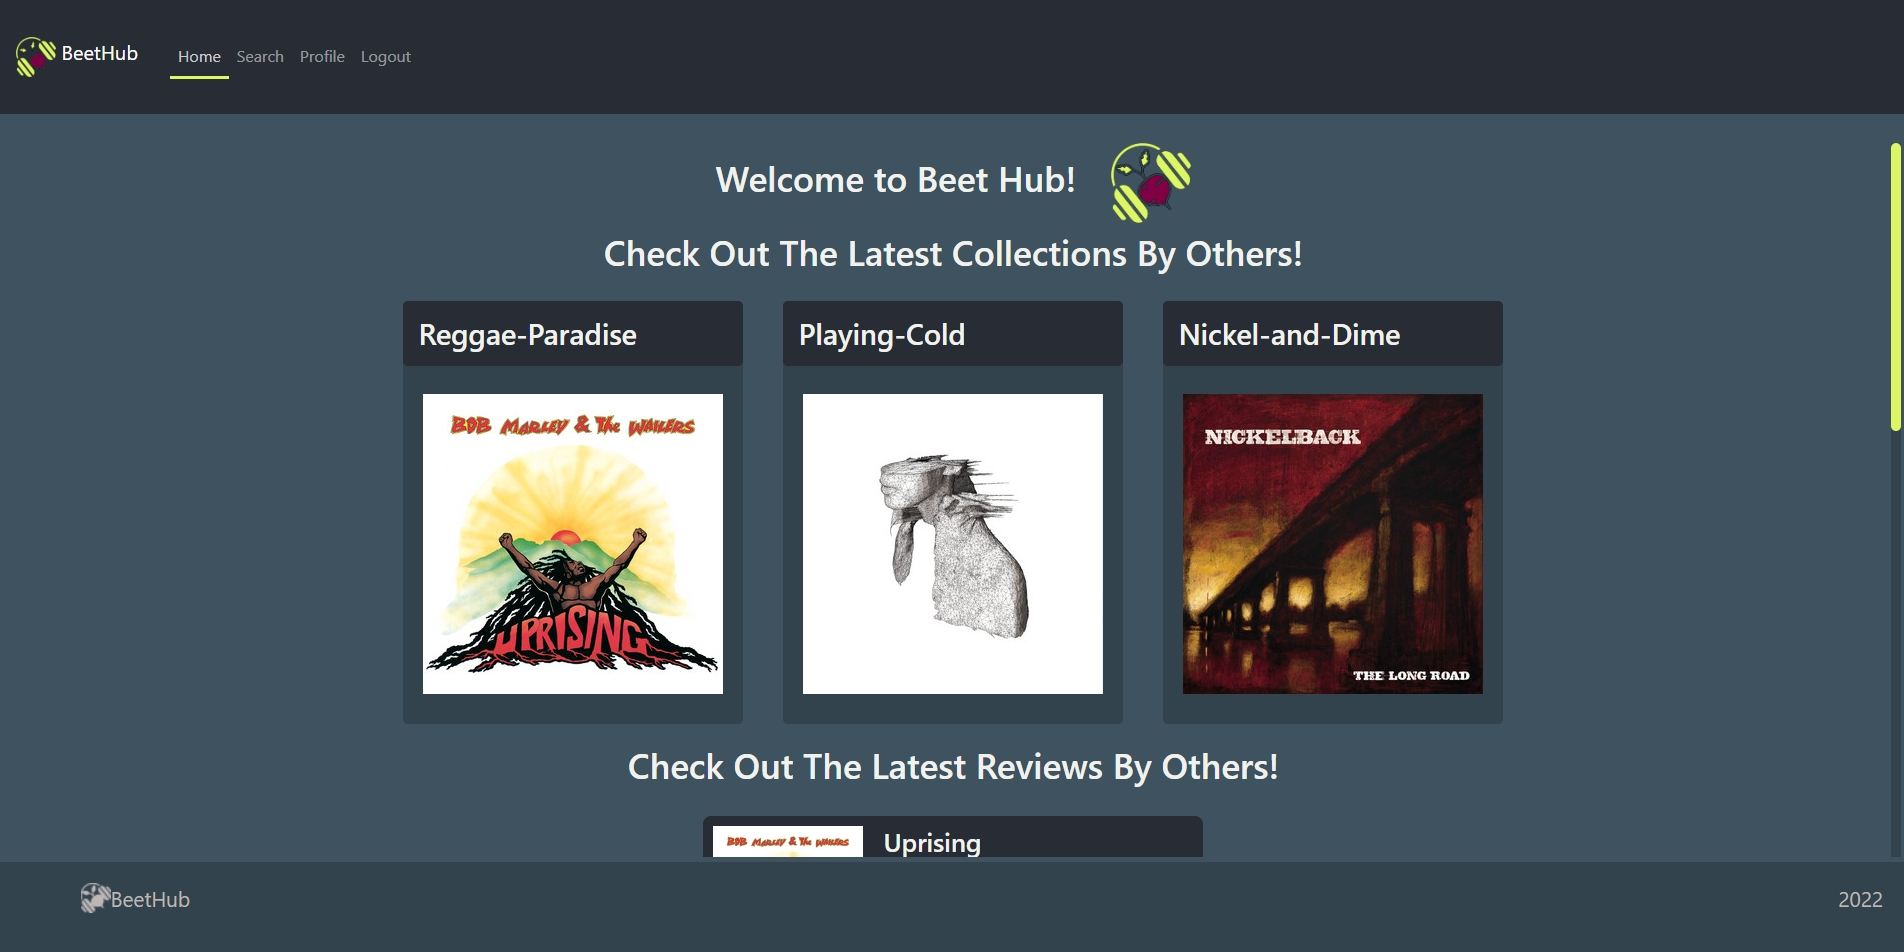 BeetHub Home Search Profile Logout
Welcome to Beet Hub!
Check Out The Latest Collections By Others!
Reggae-Paradise
BOB MARLEY & The WAILERS
UPRISING
Playing-Cold
Nickel-and-Dime
NICKELBACK
THE LONG ROAD
Check Out The Latest Reviews By Others!
BOB MARLEY & The WAILERS
Uprising
BeetHub
2022